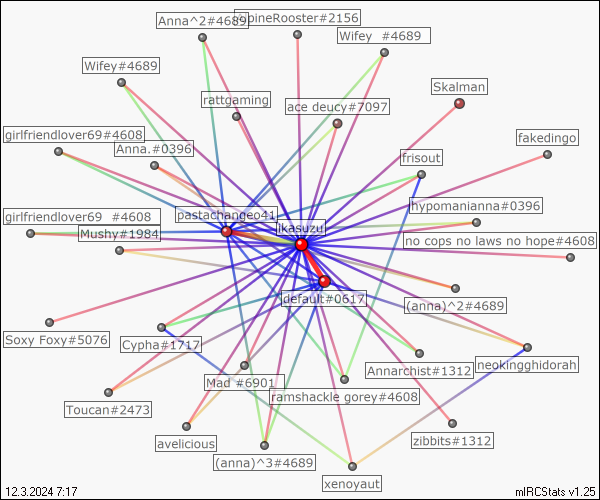 Anna^2#4689
SupineRooster#2156
Wifey #4689
Wifey#4689
Skalman
rattgaming
ace deucy#7097
girlfriendlover69#4608
fakedingo
Anna.#0396
frisout
hypomanianna#0396
pastachangeo41
girlfriendlover69 #4608
Ikasuzu
Mushy#1984
no cops no laws no hope#4608
default#0617
(anna)^2#4689
Soxy Foxy#5076
Cypha#1717
Annarchist#1312
neokingghidorah
Mad #6901
ramshackle gorey#4608
Toucan#2473
avelicious
zibbits#1312
(anna)^3#4689
xenoyaut
12.3.2024 7:17
mIRCStats v1.25